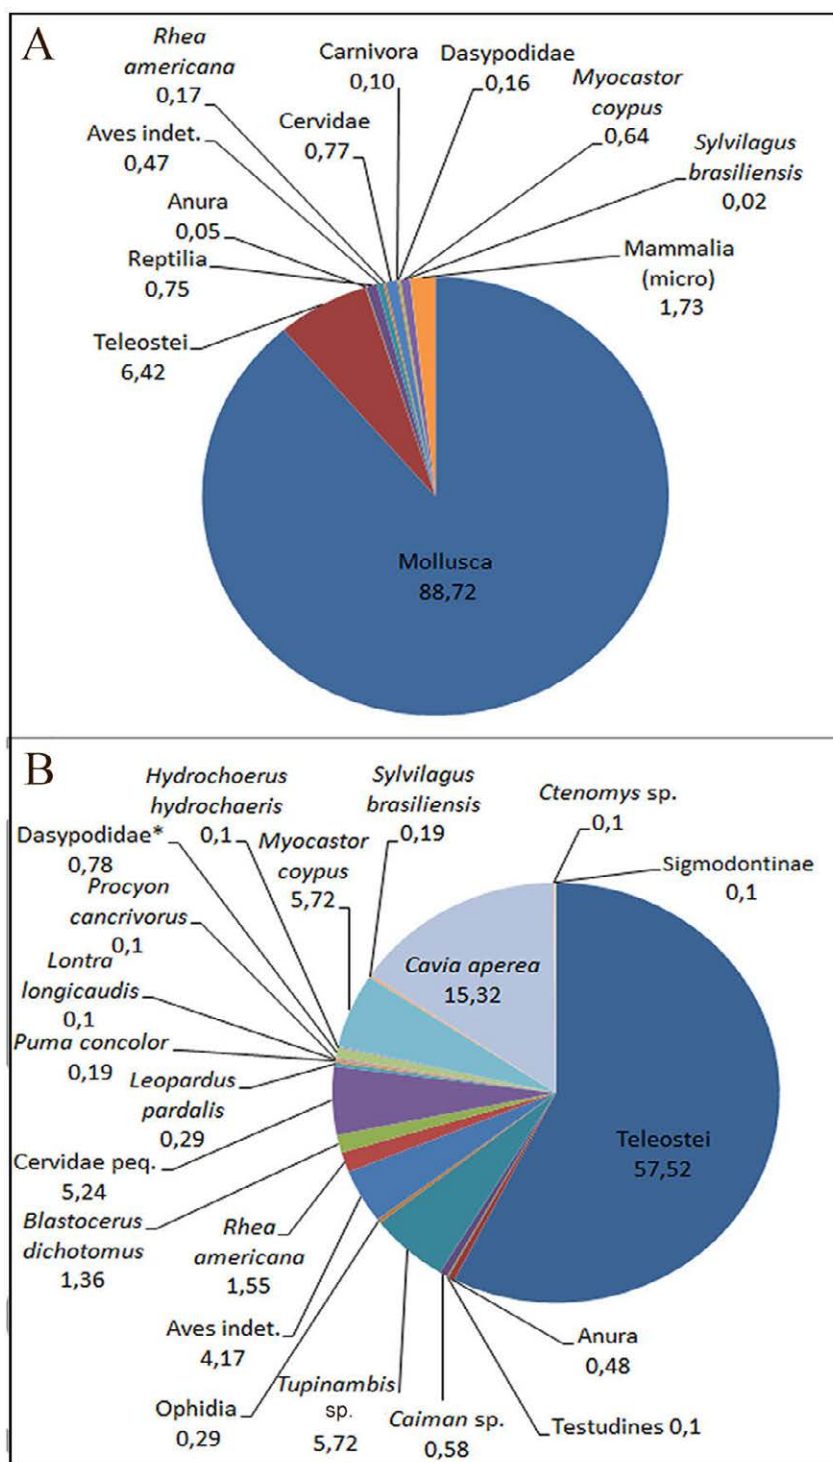 A
Rhea
americana
0,17
Carnivora
0,10
Dasypodidae
0,16
Myocastor
coypus
0,64
Aves indet.
0,47
Cervidae
0,77
Sylvilagus
brasiliensis
0,02
Anura
0,05
Reptilia
0,75
Mammalia
(micro)
1,73
Teleostei
6,42
Mollusca
88,72
B
Hydrochoerus
hydrochaeris
0,1
Sylvilagus
brasiliensis
0,19
Ctenomys sp.
0,1
Dasypodidae*
0,78
Myocastor
coypus
5,72
Sigmodontinae
0,1
Procyon
cancrivorus
0,1
Cavia aperea
15,32
Lontra
longicaudis
0,1
Puma concolor
0,19
Leopardus
pardalis
0,29
Teleostei
57,52
Cervidae peq.
5,24
Blastocerus
dichotomus
1,36
Rhea
americana
1,55
Aves indet.
4,17
Anura
0,48
Ophidia
0,29
Tupinambis
sp.
5,72
Caiman sp.
0,58
Testudines 0,1